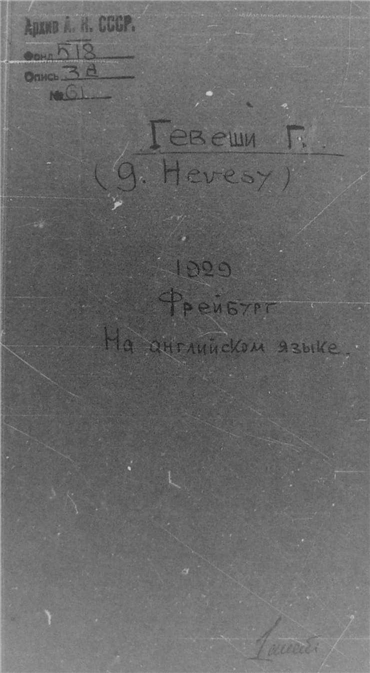 Архив А. Н. СССР.
Фонд 518
Опись 3А
№ 61
Гевеши Г.
(G. Hevesy)
1929
Фрейбург
На английском языке.